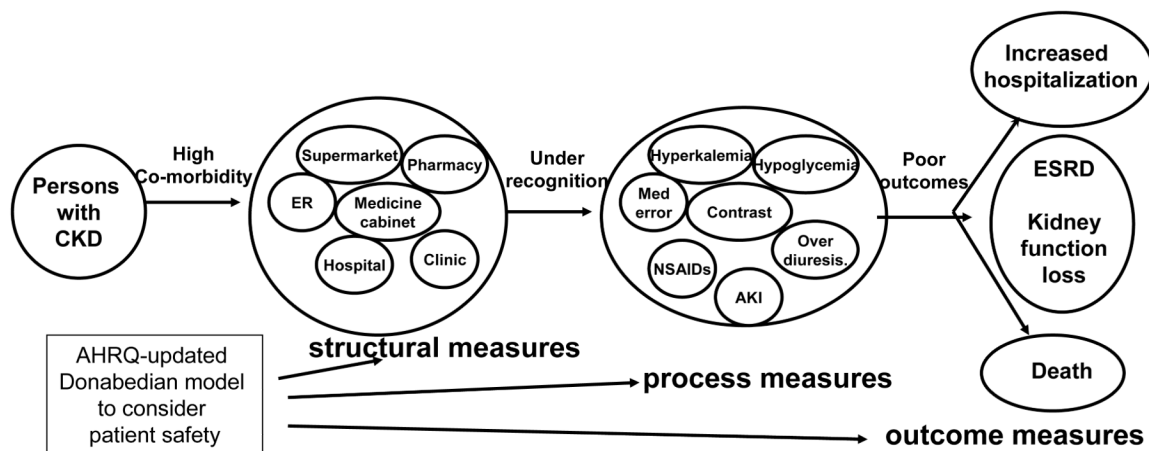 Persons
with
CKD
High
Co-morbidity
Supermarket
Pharmacy
ER
Medicine
cabinet
Hospital
Clinic
Under
recognition
Hyperkalemia
Hypoglycemia
Med
error
Contrast
Over
diuresis.
NSAIDs
AKI
Poor
outcomes
Increased
hospitalization
ESRD
Kidney
function
loss
Death
AHRQ-updated
Donabedian model
to consider
patient safety
structural measures
process measures
outcome measures